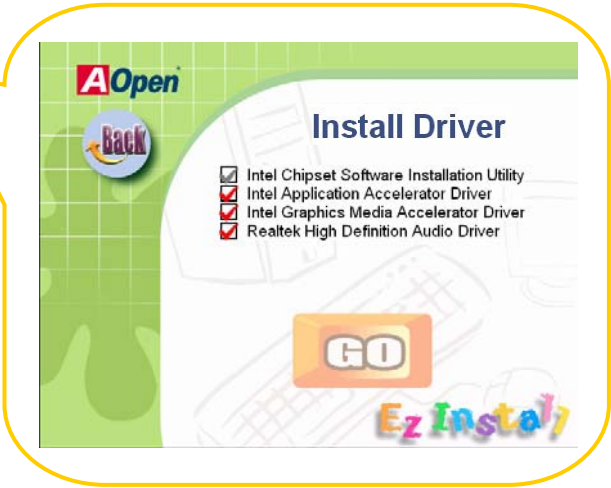 AOpen
Back
Install Driver
Intel Chipset Software Installation Utility
Intel Application Accelerator Driver
Intel Graphics Media Accelerator Driver
Realtek High Definition Audio Driver
GO
Ez Install